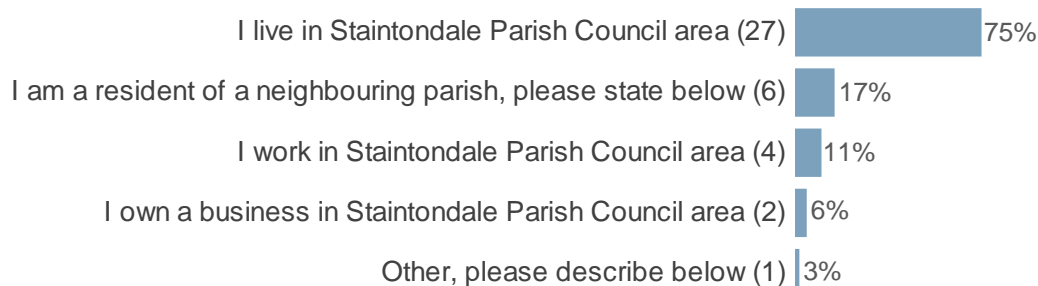 I live in Staintondale Parish Council area (27) 75%
I am a resident of a neighbouring parish, please state below (6) 17%
I work in Staintondale Parish Council area (4) 11%
I own a business in Staintondale Parish Council area (2) 6%
Other, please describe below (1) 3%